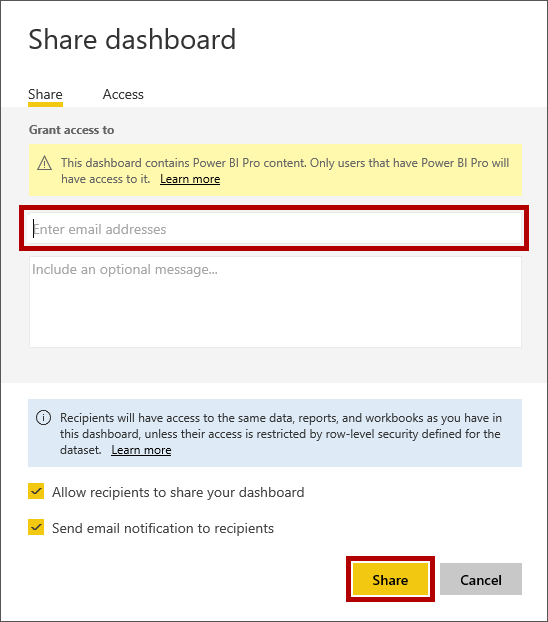 Share dashboard
Share Access
Grant access to
This dashboard contains Power BI Pro content. Only users that have Power BI Pro will
have access to it. Learn more
Enter email addresses
Include an optional message...
Recipients will have access to the same data, reports, and workbooks as you have in
this dashboard, unless their access is restricted by row-level security defined for the
dataset. Learn more
Allow recipients to share your dashboard
Send email notification to recipients
Share Cancel